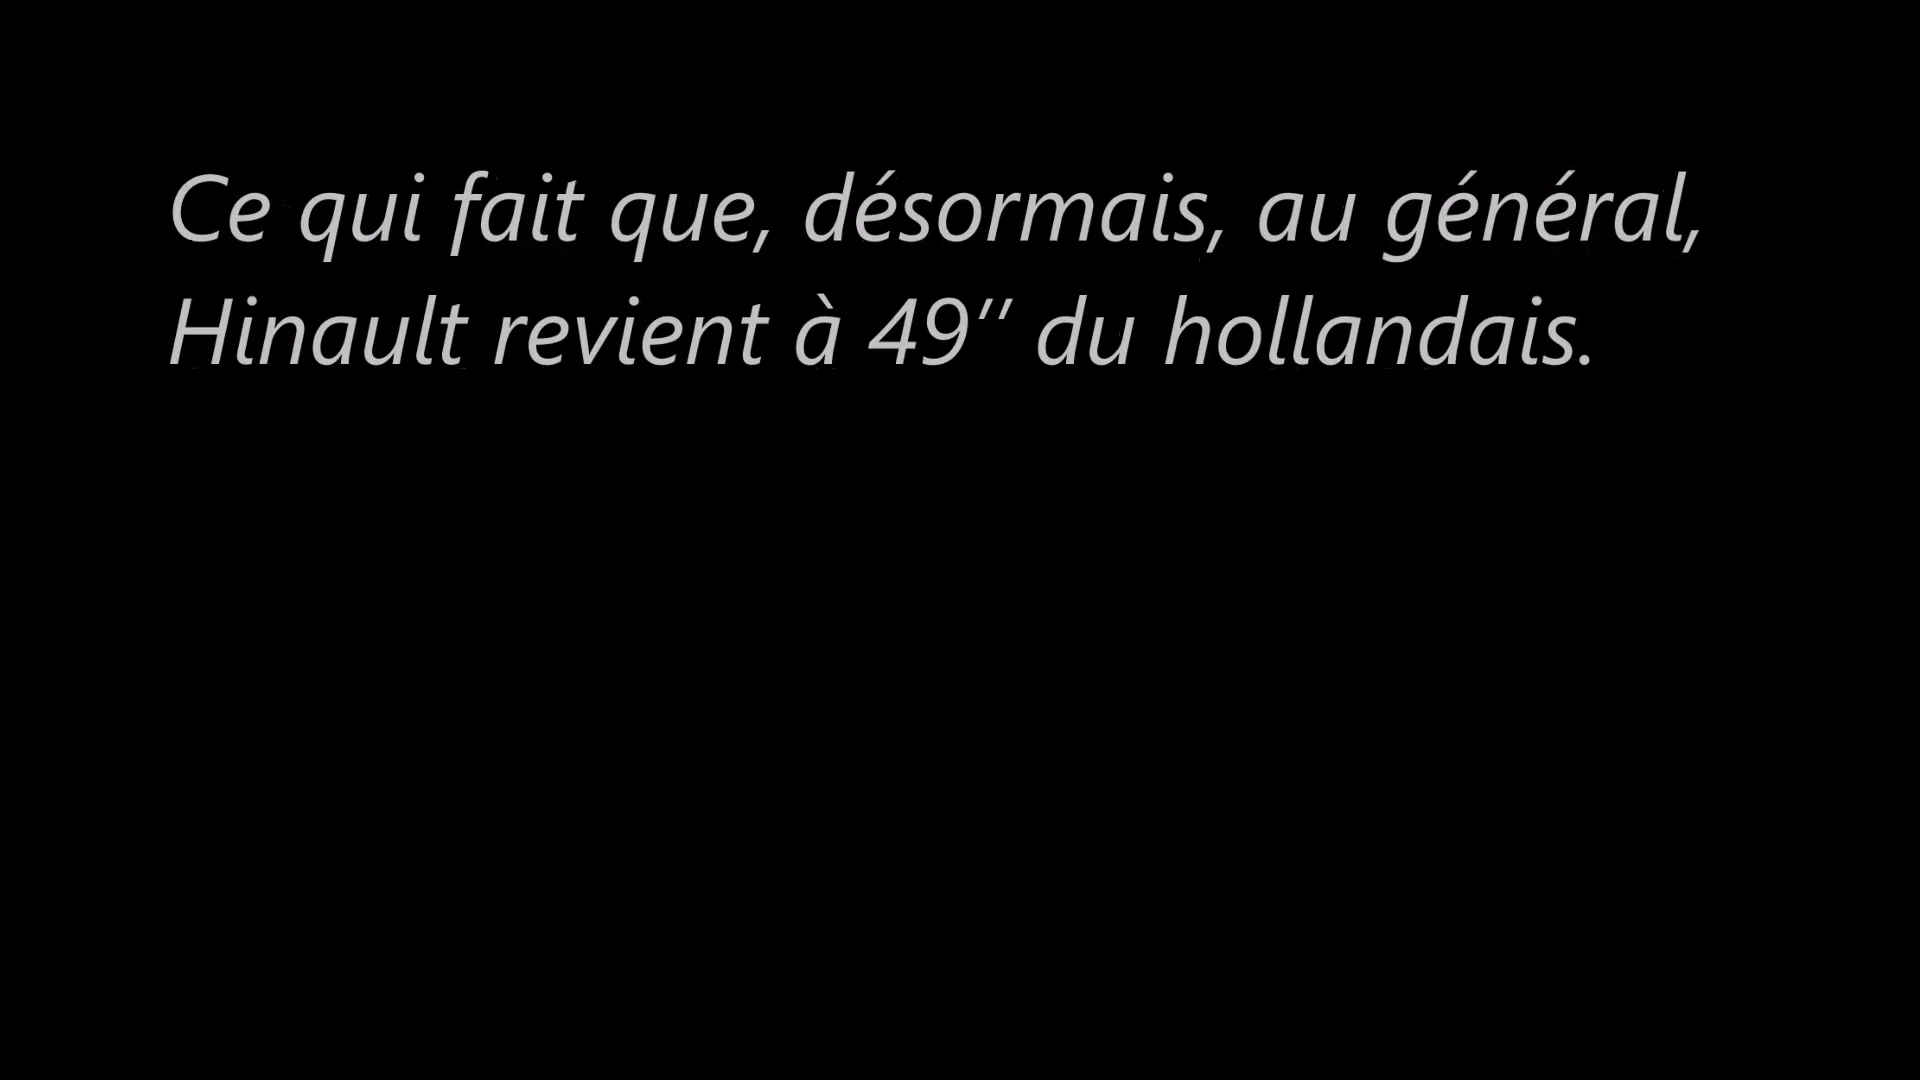 Ce qui fait que, désormais, au général,
Hinault revient à 49’’ du hollandais.